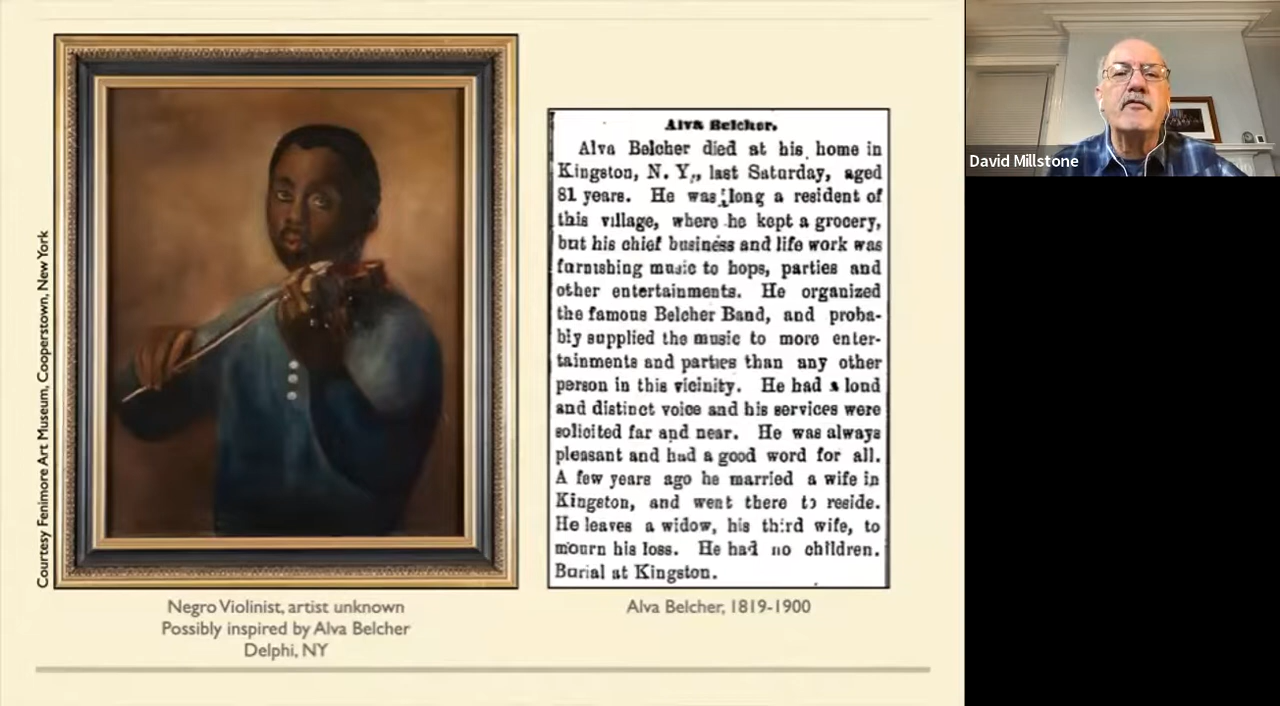 Courtesy Fenimore Art Museum, Cooperstown, New York
Negro Violinist, artist unknown
Possibly inspired by Alva Belcher
Delphi, NY
Alva Belcher.
Alva Belcher died at his home in
Kingston, N. Y., last Saturday, aged
81 years. He was long a resident of
this village, where he kept a grocery,
but his chief business and life work was
furnishing music to hops, parties and
other entertainments. He organized
the famous Belcher Band, and proba-
bly supplied the music to more enter-
tainments and parties than any other
person in this vicinity. He had a loud
and distinct voice and his services were
solicited far and near. He was always
pleasant and had a good word for all.
A few years ago he married a wife in
Kingston, and went there to reside.
He leaves a widow, his third wife, to
mourn his loss. He had no children.
Burial at Kingston.
Alva Belcher, 1819-1900
David Millstone